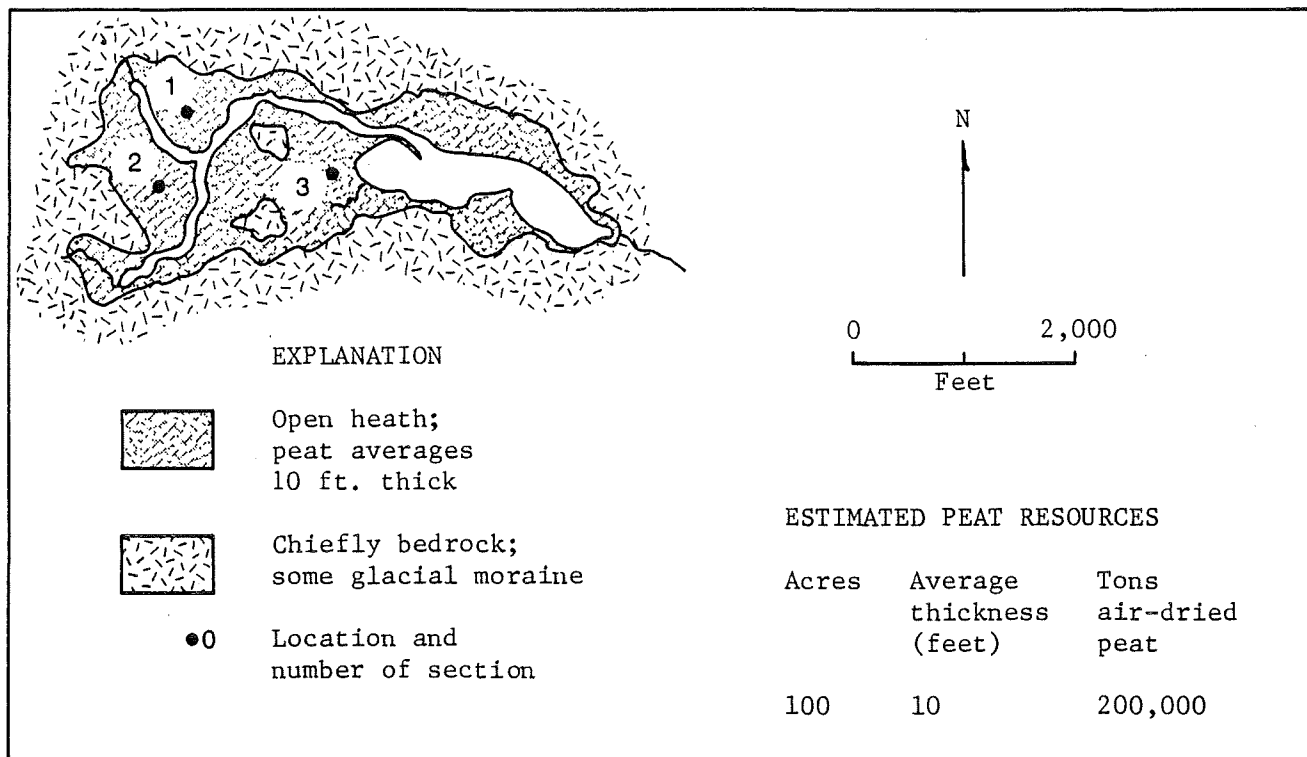 1
2
3
N
0 2,000
Feet
EXPLANATION
Open heath;
peat averages
10 ft. thick
Chiefly bedrock;
some glacial moraine
●0 Location and
number of section
ESTIMATED PEAT RESOURCES
Acres Average Tons
thickness air-dried
(feet) peat
100 10 200,000